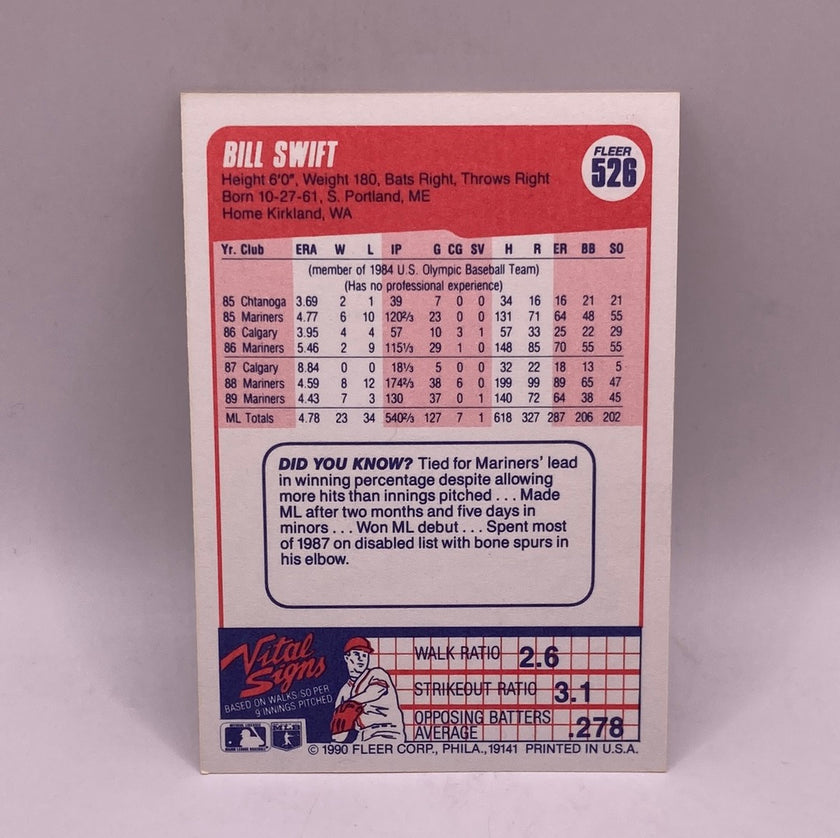 BILL SWIFT
FLEER
526
Height 6'0", Weight 180, Bats Right, Throws Right
Born 10-27-61, S. Portland, ME
Home Kirkland, WA
Yr. Club ERA W L IP G CG SV H R ER BB SO
(member of 1984 U.S. Olympic Baseball Team)
(Has no professional experience)
85 Chtanoga 3.69 2 1 39 7 0 0 34 16 16 21 21
85 Mariners 4.77 6 10 120⅔ 23 0 0 131 71 64 48 55
86 Calgary 3.95 4 4 57 10 3 1 57 33 25 22 29
86 Mariners 5.46 2 9 115⅓ 29 1 0 148 85 70 55 55
87 Calgary 8.84 0 0 18⅓ 5 0 0 32 22 18 13 5
88 Mariners 4.59 8 12 174⅔ 38 6 0 199 99 89 65 47
89 Mariners 4.43 7 3 130 37 0 1 140 72 64 38 45
ML Totals 4.78 23 34 540⅔ 127 7 1 618 327 287 206 202
DID YOU KNOW? Tied for Mariners' lead
in winning percentage despite allowing
more hits than innings pitched . . . Made
ML after two months and five days in
minors . . . Won ML debut . . . Spent most
of 1987 on disabled list with bone spurs in
his elbow.
Vital
Signs
BASED ON WALKS/SO PER
9 INNINGS PITCHED
WALK RATIO 2.6
STRIKEOUT RATIO 3.1
OPPOSING BATTERS
AVERAGE .278
© 1990 FLEER CORP., PHILA., 19141 PRINTED IN U.S.A.